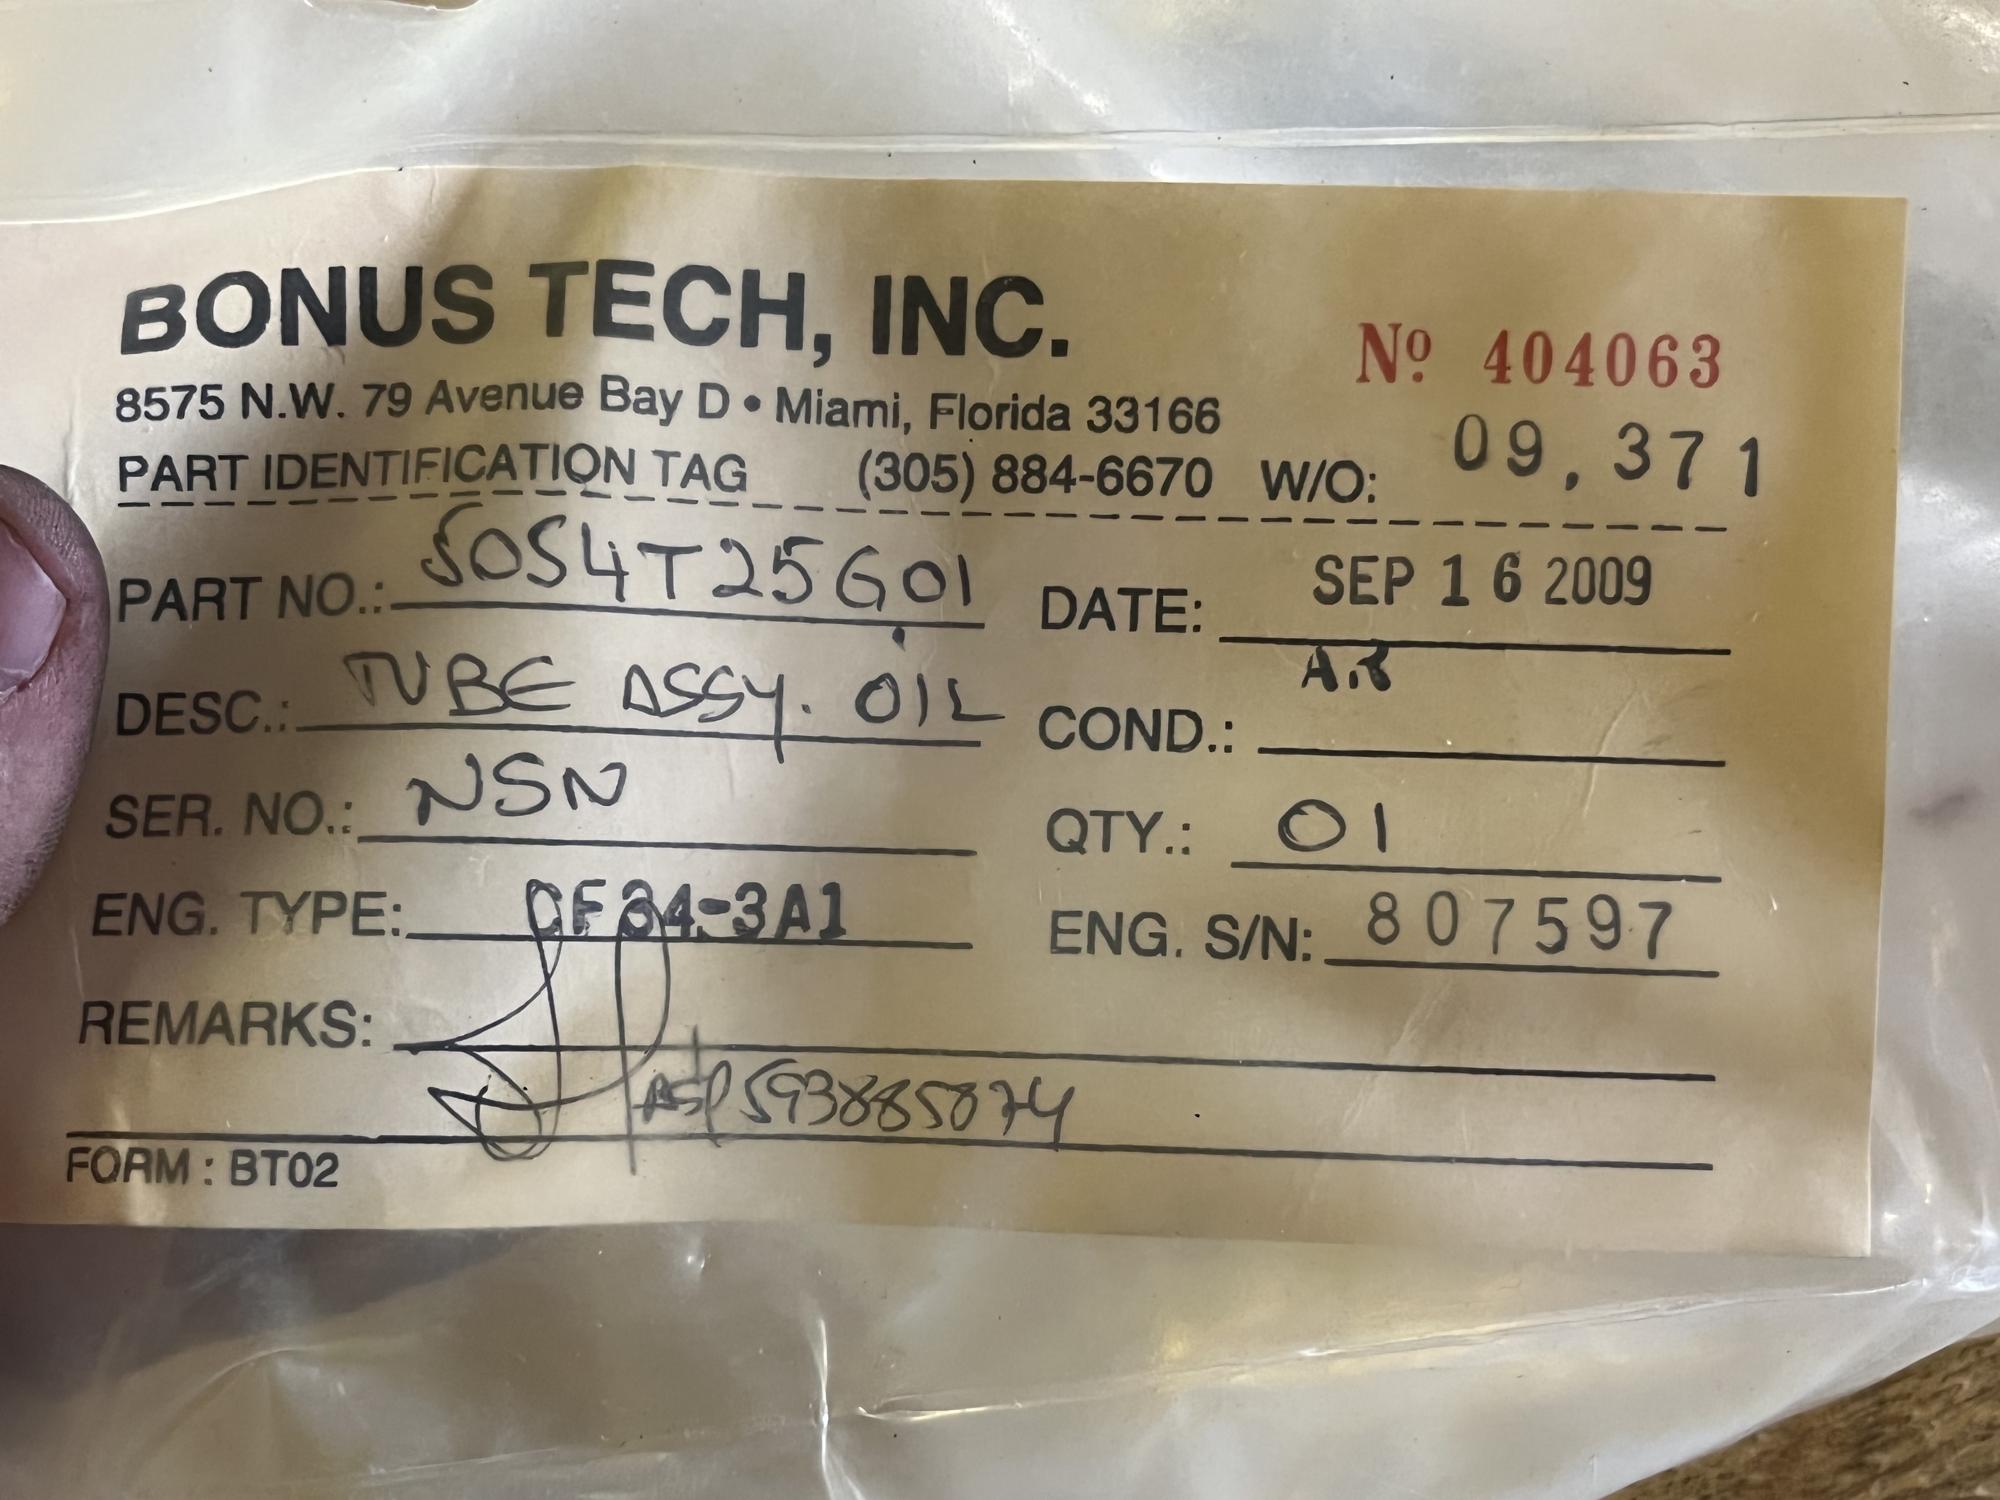 BONUS TECH, INC.
Nº 404063
8575 N.W. 79 Avenue Bay D • Miami, Florida 33166
PART IDENTIFICATION TAG (305) 884-6670 W/O: 09,371
PART NO.: 5054T25G01 DATE: SEP 16 2009
DESC.: TUBE ASSY. OIL COND.: A.R
SER. NO.: NSN QTY.: 01
ENG. TYPE: CF34-3A1 ENG. S/N: 807597
REMARKS:
593885074
FORM : BT02